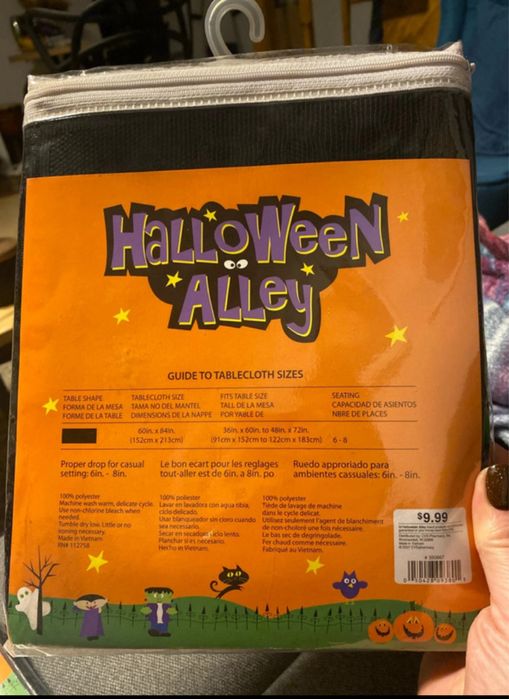 HALLOWEEN
ALLEY
GUIDE TO TABLECLOTH SIZES
TABLE SHAPE TABLECLOTH SIZE FITS TABLE SIZE SEATING
FORMA DE LA MESA TAMA NO DEL MANTEL TALL DE LA MESA CAPACIDAD DE ASIENTOS
FORME DE LA TABLE DIMENSIONS DE LA NAPPE POR YABLE DE NBRE DE PLACES
60in. x 84in. 36in. x 60in. to 48in. x 72in.
(152cm x 213cm) (91cm x 152cm to 122cm x 183cm) 6 - 8
Proper drop for casual Le bon ecart pour les reglages Ruedo approriado para
setting: 6in. - 8in. tout-aller est de 6in. a 8in. po ambientes cassuales: 6in. - 8in.
100% polyester
Machine wash warm, delicate cycle.
Use non-chlorine bleach when
needed.
Tumble dry low. Little or no
ironing necessary.
Made in Vietnam.
RN# 112758
100% poliester
Lavar en lavadora con aqua tibia,
ciclo delicado.
Usar blanqueador sin cloro cuando
sea necesario.
Secar en secadora ciclo lento.
Planchar si es necesario.
Hecho in Vietnam.
100% polyester
Tiède de lavage de machine
dans le cycle delicat.
Utilisez seulement l'agent de blanchiment
de non-choloré une fois nécessaire.
Le bas sec de degringolade.
Fer chaud comme nécessaire.
Fabriqué au Vietnam.
$9.99